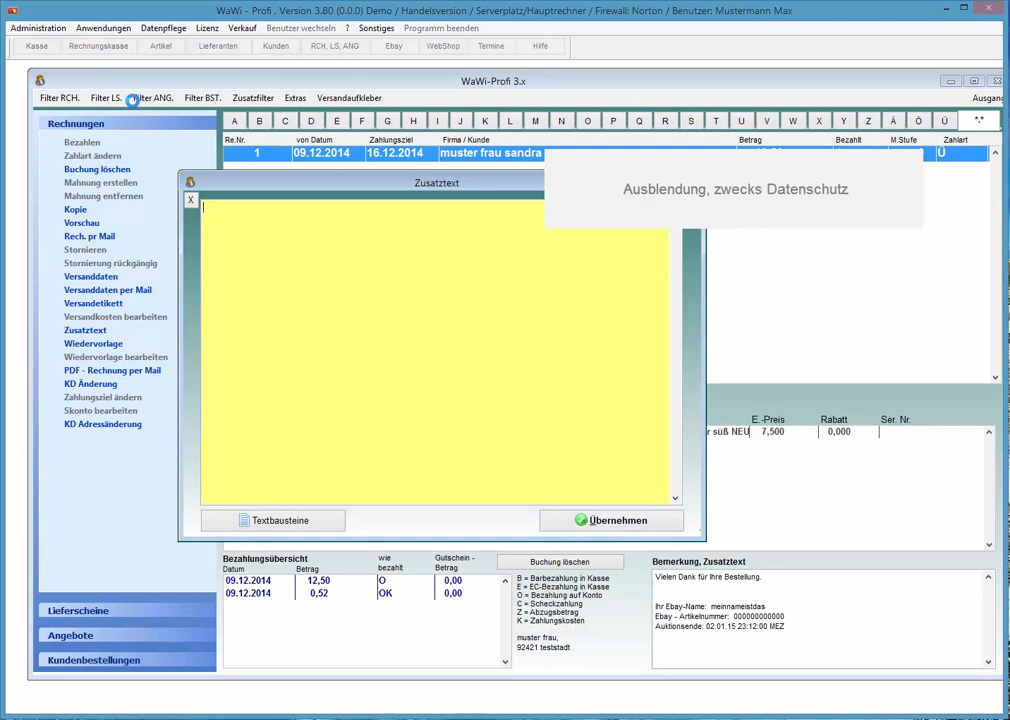 WaWi - Profi . Version 3.80 (0.0.0) Demo / Handelsversion / Serverplatz/Hauptrechner / Firewall: Norton / Benutzer: Mustermann Max
Administration Anwendungen Datenpflege Lizenz Verkauf Benutzer wechseln ? Sonstiges Programm beenden
Kasse Rechnungskasse Artikel Lieferanten Kunden RCH, LS, ANG Ebay WebShop Termine Hilfe
WaWi-Profi 3.x
Filter RCH. Filter LS. ter ANG. Filter BST. Zusatzfilter Extras Versandaufkleber Ausgang
Rechnungen
A B C D E F G H I J K L M N O P Q R S T U V W X Y Z Ä Ö Ü *.*
Re.Nr. von Datum Zahlungsziel Firma / Kunde Betrag Bezahlt M.Stufe Zahlart
1 09.12.2014 16.12.2014 muster frau sandra Ü
Ausblendung, zwecks Datenschutz
Bezahlen
Zahlart ändern
Buchung löschen
Mahnung erstellen
Mahnung entfernen
Kopie
Vorschau
Rech. pr Mail
Stornieren
Stornierung rückgängig
Versanddaten
Versanddaten per Mail
Versandetikett
Versandkosten bearbeiten
Zusatztext
Wiedervorlage
Wiedervorlage bearbeiten
PDF - Rechnung per Mail
KD Änderung
Zahlungsziel ändern
Skonto bearbeiten
KD Adressänderung
Lieferscheine
Angebote
Kundenbestellungen
Zusatztext
X
Textbausteine
Übernehmen
E.-Preis Rabatt Ser. Nr.
r süß NEU 7,500 0,000
Bezahlungsübersicht
Datum Betrag wie bezahlt Gutschein - Betrag
09.12.2014 12,50 O 0,00
09.12.2014 0,52 OK 0,00
Buchung löschen
B = Barbezahlung in Kasse
E = EC-Bezahlung in Kasse
O = Bezahlung auf Konto
C = Scheckzahlung
Z = Abzugsbetrag
K = Zahlungskosten
muster frau,
92421 teststadt
Bemerkung, Zusatztext
Vielen Dank für Ihre Bestellung.
Ihr Ebay-Name: meinnameistdas
Ebay - Artikelnummer: 000000000000
Auktionsende: 02.01.15 23:12:00 MEZ